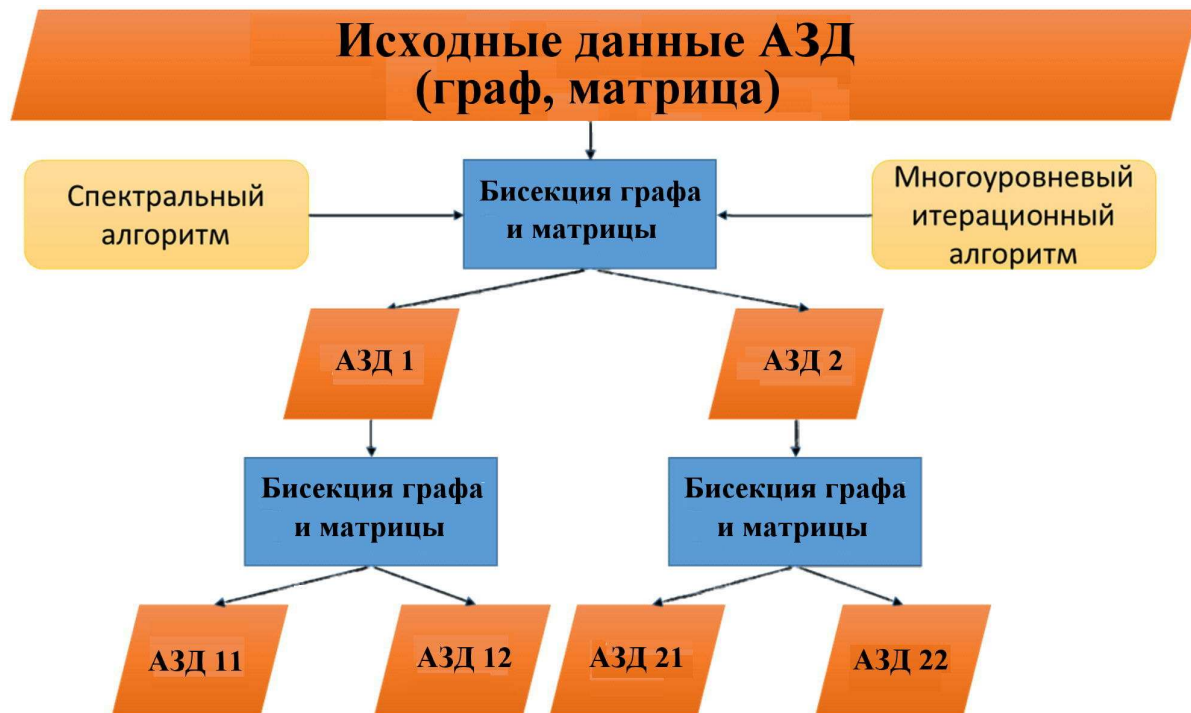 Исходные данные АЗД
(граф, матрица)
Спектральный
алгоритм
Бисекция графа
и матрицы
Многоуровневый
итерационный
алгоритм
АЗД 1
АЗД 2
Бисекция графа
и матрицы
Бисекция графа
и матрицы
АЗД 11
АЗД 12
АЗД 21
АЗД 22